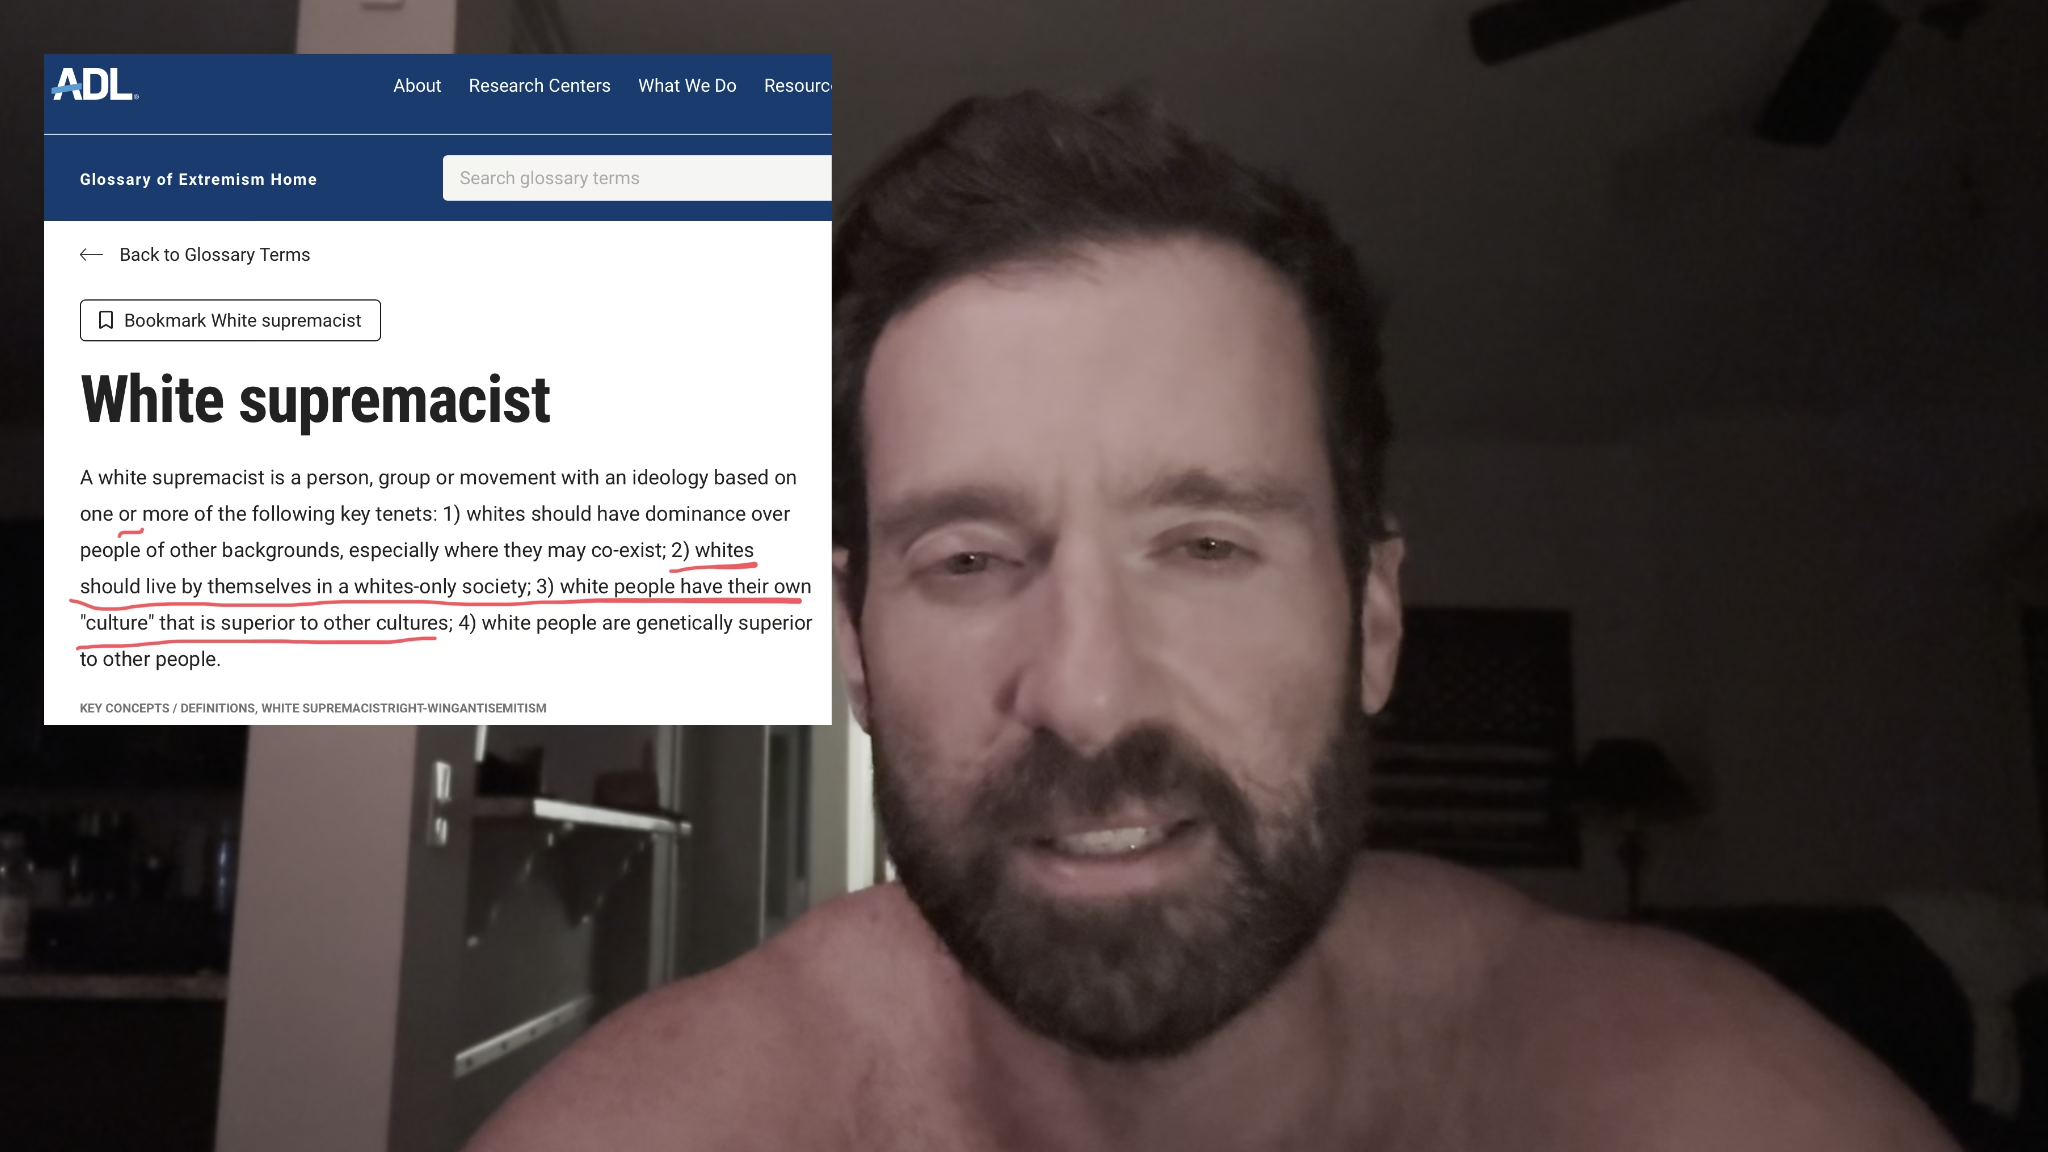 ADL
About Research Centers What We Do Resourc
Glossary of Extremism Home
Search glossary terms
Back to Glossary Terms
Bookmark White supremacist
White supremacist
A white supremacist is a person, group or movement with an ideology based on
one or more of the following key tenets: 1) whites should have dominance over
people of other backgrounds, especially where they may co-exist; 2) whites
should live by themselves in a whites-only society; 3) white people have their own
"culture" that is superior to other cultures; 4) white people are genetically superior
to other people.
KEY CONCEPTS / DEFINITIONS, WHITE SUPREMACISTRIGHT-WINGANTISEMITISM